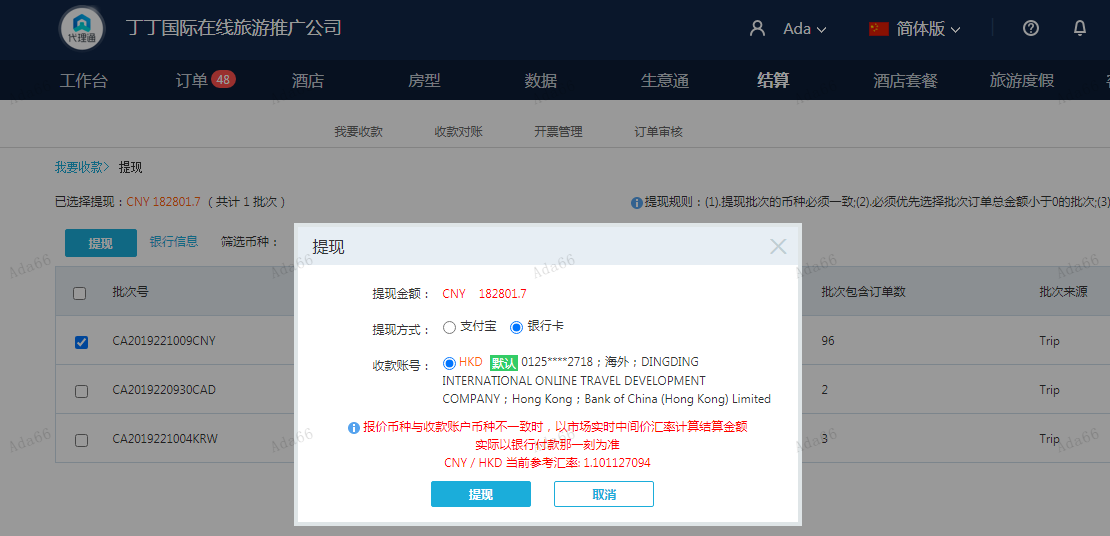 代理通
丁丁国际在线旅游推广公司
Ada
简体版
工作台 订单 48 酒店 房型 数据 生意通 结算 酒店套餐 旅游度假
我要收款 收款对账 开票管理 订单审核
我要收款> 提现
已选择提现：CNY 182801.7（共计 1 批次）
提现规则：(1).提现批次的币种必须一致;(2).必须优先选择批次订单总金额小于0的批次;(3)
提现 银行信息 筛选币种：
批次号 批次包含订单数 批次来源
CA2019221009CNY 96 Trip
CA2019220930CAD 2 Trip
CA2019221004KRW 3 Trip
提现
提现金额： CNY 182801.7
提现方式： 支付宝 银行卡
收款账号： HKD 默认 0125****2718；海外；DINGDING
INTERNATIONAL ONLINE TRAVEL DEVELOPMENT
COMPANY；Hong Kong；Bank of China (Hong Kong) Limited
报价币种与收款账户币种不一致时，以市场实时中间价汇率计算结算金额
实际以银行付款那一刻为准
CNY / HKD 当前参考汇率: 1.101127094
提现 取消
Ada66
Ada66
Ada66
Ada66
Ada66
Ada66
Ada66
Ada66